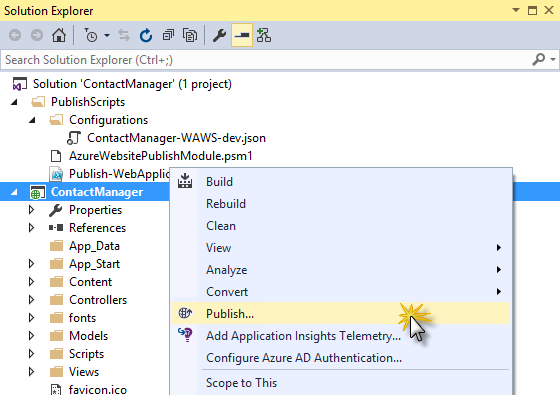 Solution Explorer
Search Solution Explorer (Ctrl+;)
Solution 'ContactManager' (1 project)
PublishScripts
Configurations
ContactManager-WAWS-dev.json
AzureWebsitePublishModule.psm1
Publish-WebApplic
ContactManager
Properties
References
App_Data
App_Start
Content
Controllers
fonts
Models
Scripts
Views
favicon.ico
Build
Rebuild
Clean
View
Analyze
Convert
Publish...
Add Application Insights Telemetry...
Configure Azure AD Authentication...
Scope to This